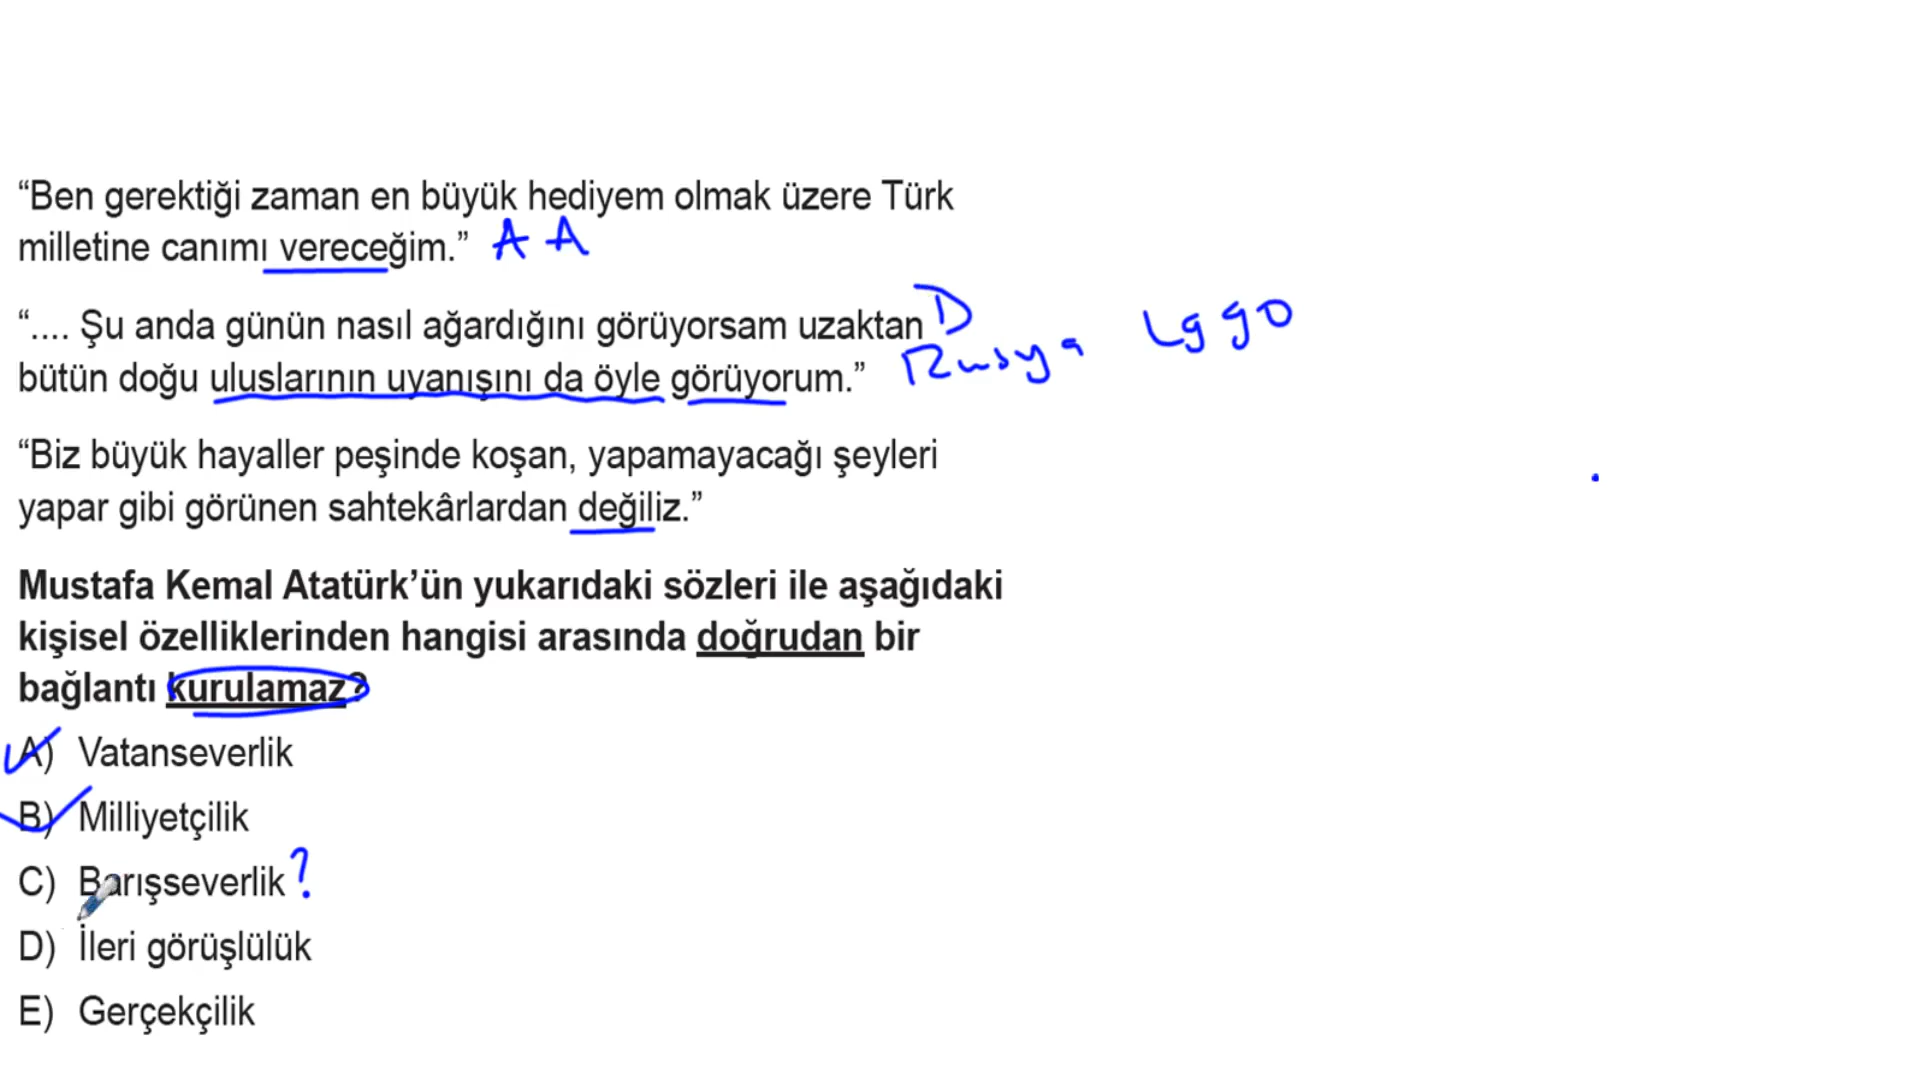 “Ben gerektiği zaman en büyük hediyem olmak üzere Türk
milletine canımı vereceğim.” A A
“.... Şu anda günün nasıl ağardığını görüyorsam uzaktan D
bütün doğu uluslarının uyanışını da öyle görüyorum.” Rusya 1990
“Biz büyük hayaller peşinde koşan, yapamayacağı şeyleri
yapar gibi görünen sahtekârlardan değiliz.”
Mustafa Kemal Atatürk’ün yukarıdaki sözleri ile aşağıdaki
kişisel özelliklerinden hangisi arasında doğrudan bir
bağlantı kurulamaz?
A) Vatanseverlik
B) Milliyetçilik
C) Barışseverlik ?
D) İleri görüşlülük
E) Gerçekçilik